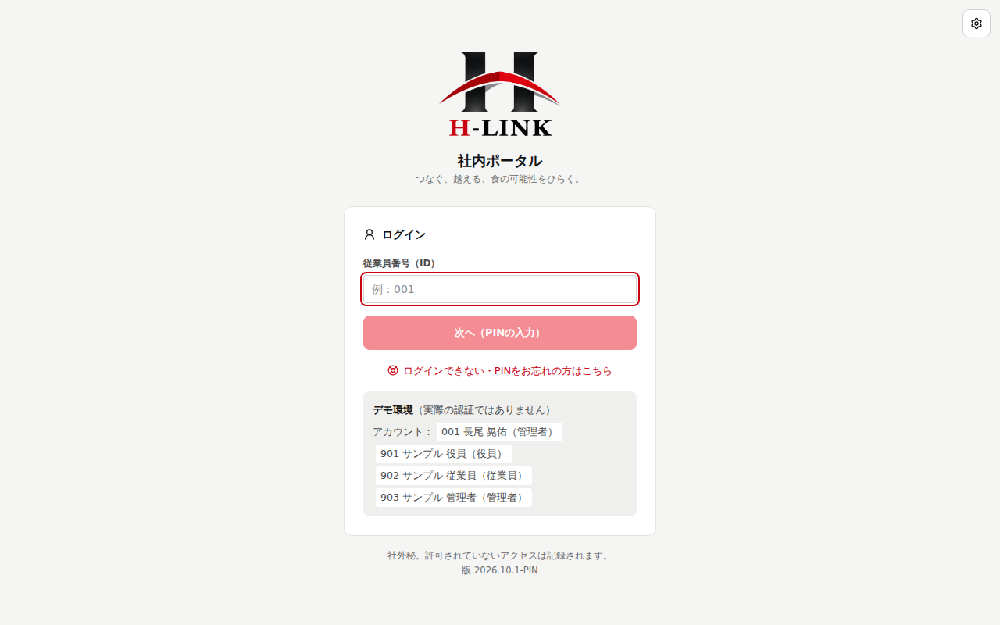 H-LINK
社内ポータル
つなぐ、越える、食の可能性をひらく。
ログイン
従業員番号（ID）
例：001
次へ（PINの入力）
ログインできない・PINをお忘れの方はこちら
デモ環境（実際の認証ではありません）
アカウント： 001 長尾 晃佑（管理者）
901 サンプル 役員（役員）
902 サンプル 従業員（従業員）
903 サンプル 管理者（管理者）
社外秘。許可されていないアクセスは記録されます。
版 2026.10.1-PIN